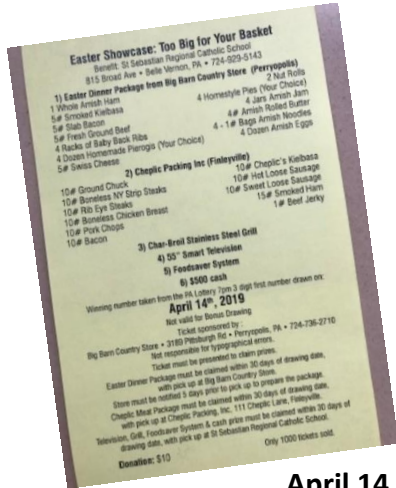 Easter Showcase: Too Big for Your Basket
Benefit: St Sebastian Regional Catholic School
815 Broad Ave • Belle Vernon, PA • 724-929-5143
1) Easter Dinner Package from Big Barn Country Store (Perryopolis)
1 Whole Amish Ham
5# Smoked Kielbasa
5# Slab Bacon
5# Fresh Ground Beef
4 Racks of Baby Back Ribs
4 Dozen Homemade Pierogis (Your Choice)
5# Swiss Cheese
2 Nut Rolls
4 Homestyle Pies (Your Choice)
4 Jars Amish Jam
4# Amish Rolled Butter
4 - 1# Bags Amish Noodles
4 Dozen Amish Eggs
2) Cheplic Packing Inc (Finleyville)
10# Ground Chuck
10# Boneless NY Strip Steaks
10# Rib Eye Steaks
10# Boneless Chicken Breast
10# Pork Chops
10# Bacon
10# Cheplic's Kielbasa
10# Hot Loose Sausage
10# Sweet Loose Sausage
15# Smoked Ham
1# Beef Jerky
3) Char-Broil Stainless Steel Grill
4) 55" Smart Television
5) Foodsaver System
6) $500 cash
Winning number taken from the PA Lottery 7pm 3 digit first number drawn on:
April 14th, 2019
Not valid for Bonus Drawing
Ticket sponsored by:
Big Barn Country Store • 3189 Pittsburgh Rd • Perryopolis, PA • 724-736-2710
Not responsible for typographical errors.
Ticket must be presented to claim prizes.
Easter Dinner Package must be claimed within 30 days of drawing date,
with pick up at Big Barn Country Store.
Store must be notified 5 days prior to pick up to prepare the package.
Cheplic Meat Package must be claimed within 30 days of drawing date,
with pick up at Cheplic Packing, Inc. 111 Cheplic Lane, Finleyville.
Television, Grill, Foodsaver System & cash prize must be claimed within 30 days of
drawing date, with pick up at St Sebastian Regional Catholic School.
Only 1000 tickets sold.
Donation: $10
April 14